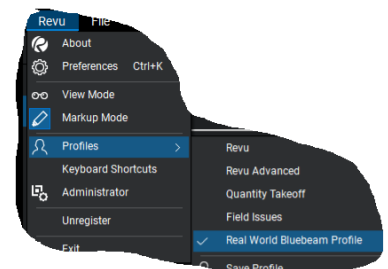 Revu File
About
Preferences Ctrl+K
View Mode
Markup Mode
Profiles
Keyboard Shortcuts
Administrator
Unregister
Exit
Revu
Revu Advanced
Quantity Takeoff
Field Issues
Real World Bluebeam Profile
Save Profile